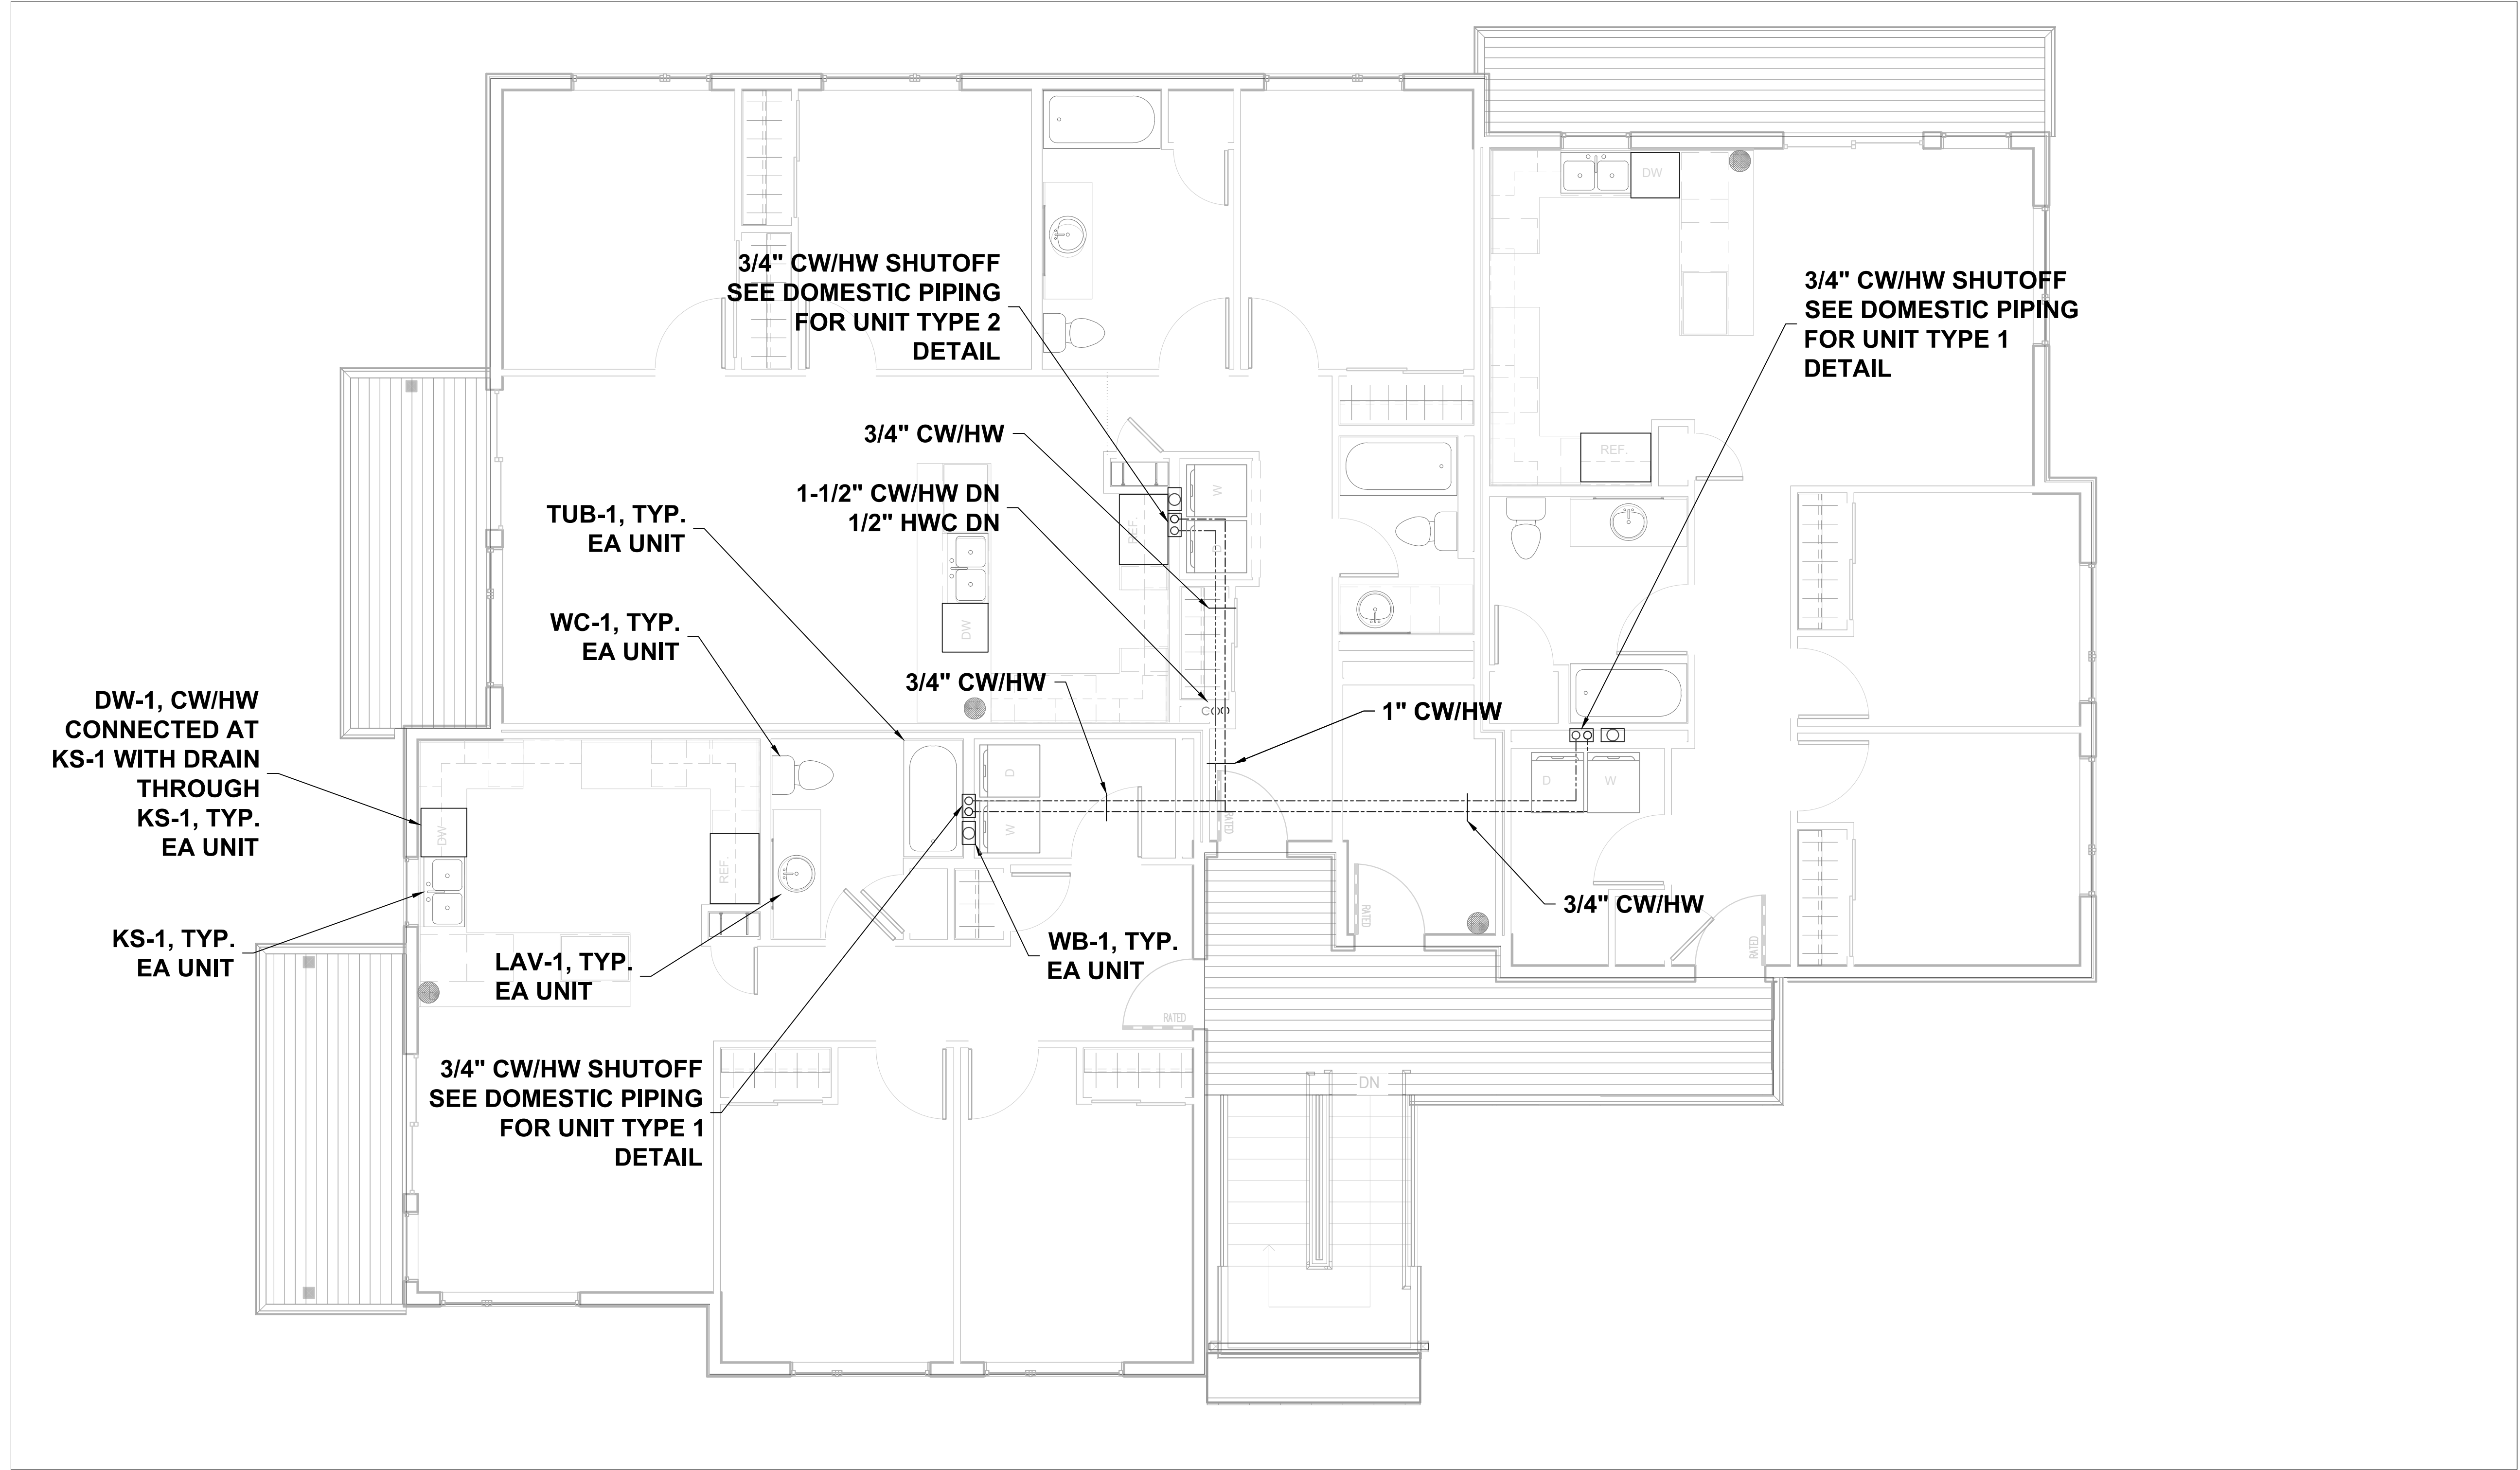 3/4" CW/HW SHUTOFF
SEE DOMESTIC PIPING
FOR UNIT TYPE 2
DETAIL
3/4" CW/HW SHUTOFF
SEE DOMESTIC PIPING
FOR UNIT TYPE 1
DETAIL
DW
REF.
3/4" CW/HW
1-1/2" CW/HW DN
1/2" HWC DN
W
D
REF.
DW
TUB-1, TYP.
EA UNIT
WC-1, TYP.
EA UNIT
3/4" CW/HW
1" CW/HW
DW-1, CW/HW
CONNECTED AT
KS-1 WITH DRAIN
THROUGH
KS-1, TYP.
EA UNIT
DW
REF.
D
W
D
W
RATED
RATED
RATED
3/4" CW/HW
KS-1, TYP.
EA UNIT
LAV-1, TYP.
EA UNIT
WB-1, TYP.
EA UNIT
RATED
3/4" CW/HW SHUTOFF
SEE DOMESTIC PIPING
FOR UNIT TYPE 1
DETAIL
DN